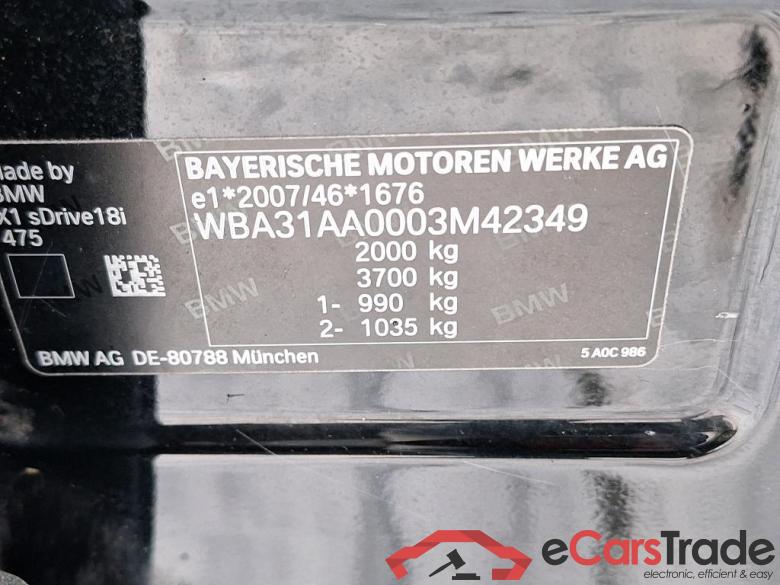 BAYERISCHE MOTOREN WERKE AG
e1*2007/46*1676
WBA31AA0003M42349
2000 kg
3700 kg
1- 990 kg
2- 1035 kg
Made by
BMW
X1 sDrive18i
475
BMW AG DE-80788 München
5 A0C 986
eCarsTrade
electronic, efficient & easy